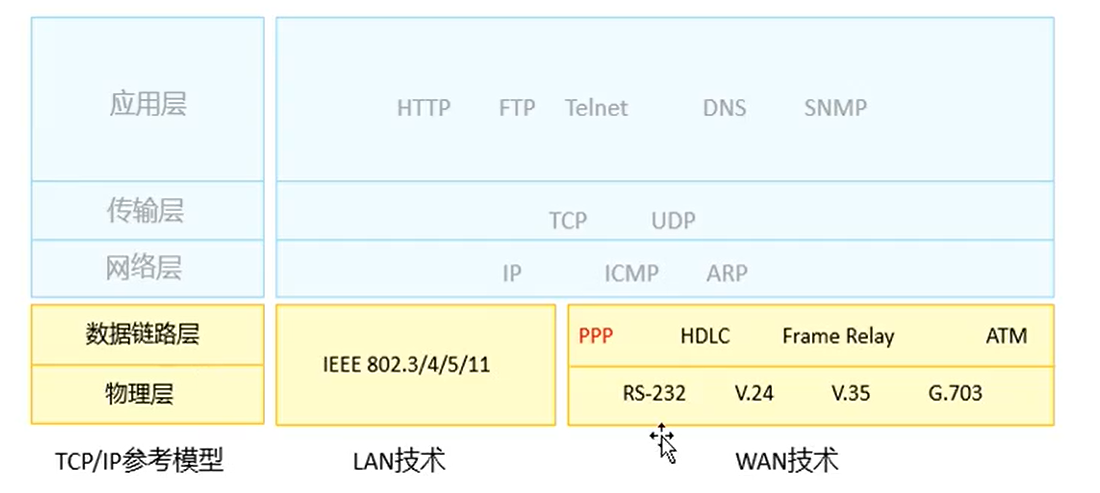 应用层 HTTP FTP Telnet DNS SNMP
传输层 TCP UDP
网络层 IP ICMP ARP
数据链路层 PPP HDLC Frame Relay ATM
IEEE 802.3/4/5/11
物理层 RS-232 V.24 V.35 G.703
TCP/IP参考模型 LAN技术 WAN技术